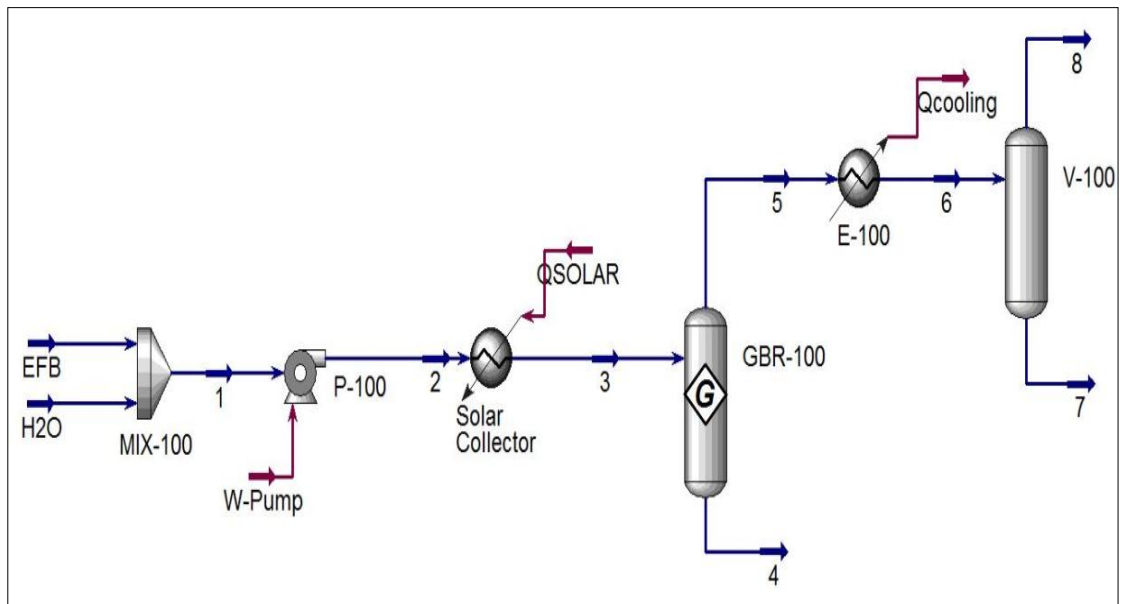 EFB
H2O
MIX-100
1
W-Pump
P-100
2
QSOLAR
Solar
Collector
3
GBR-100
G
4
5
Qcooling
E-100
6
8
V-100
7